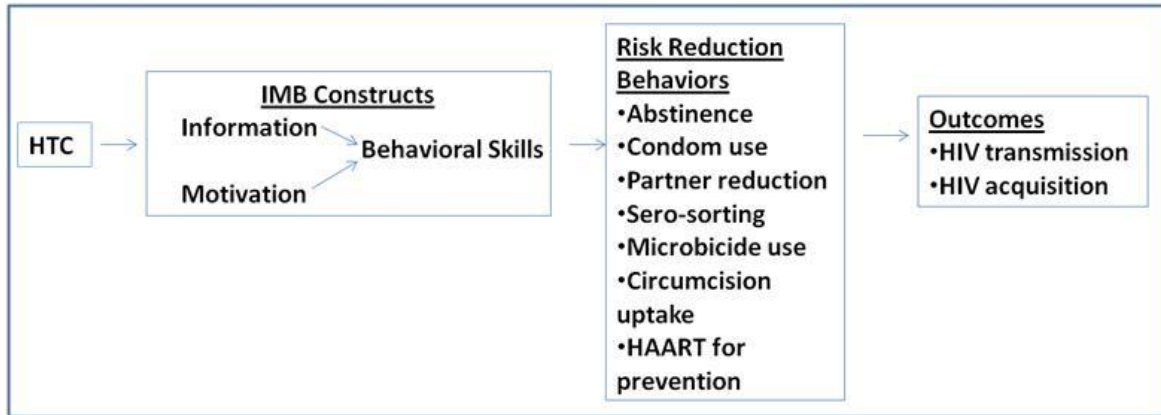 HTC
IMB Constructs
Information
Motivation
Behavioral Skills
Risk Reduction
Behaviors
•Abstinence
•Condom use
•Partner reduction
•Sero-sorting
•Microbicide use
•Circumcision
uptake
•HAART for
prevention
Outcomes
•HIV transmission
•HIV acquisition